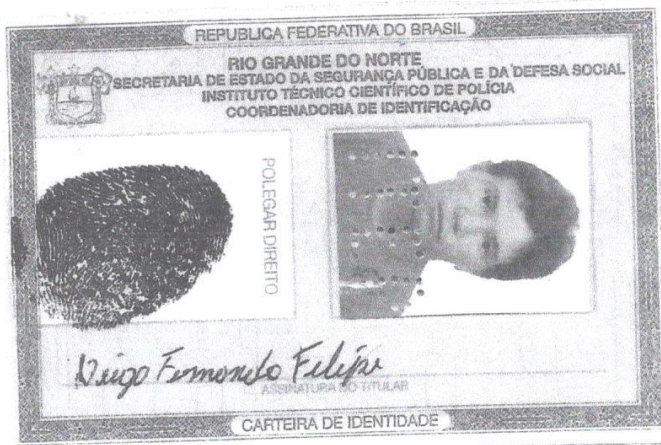 REPÚBLICA FEDERATIVA DO BRASIL
RIO GRANDE DO NORTE
SECRETARIA DE ESTADO DA SEGURANÇA PÚBLICA E DA DEFESA SOCIAL
INSTITUTO TÉCNICO CIENTÍFICO DE POLÍCIA
COORDENADORIA DE IDENTIFICAÇÃO
POLEGAR DIREITO
Diego Fernando Felipe
ASSINATURA DO TITULAR
CARTEIRA DE IDENTIDADE